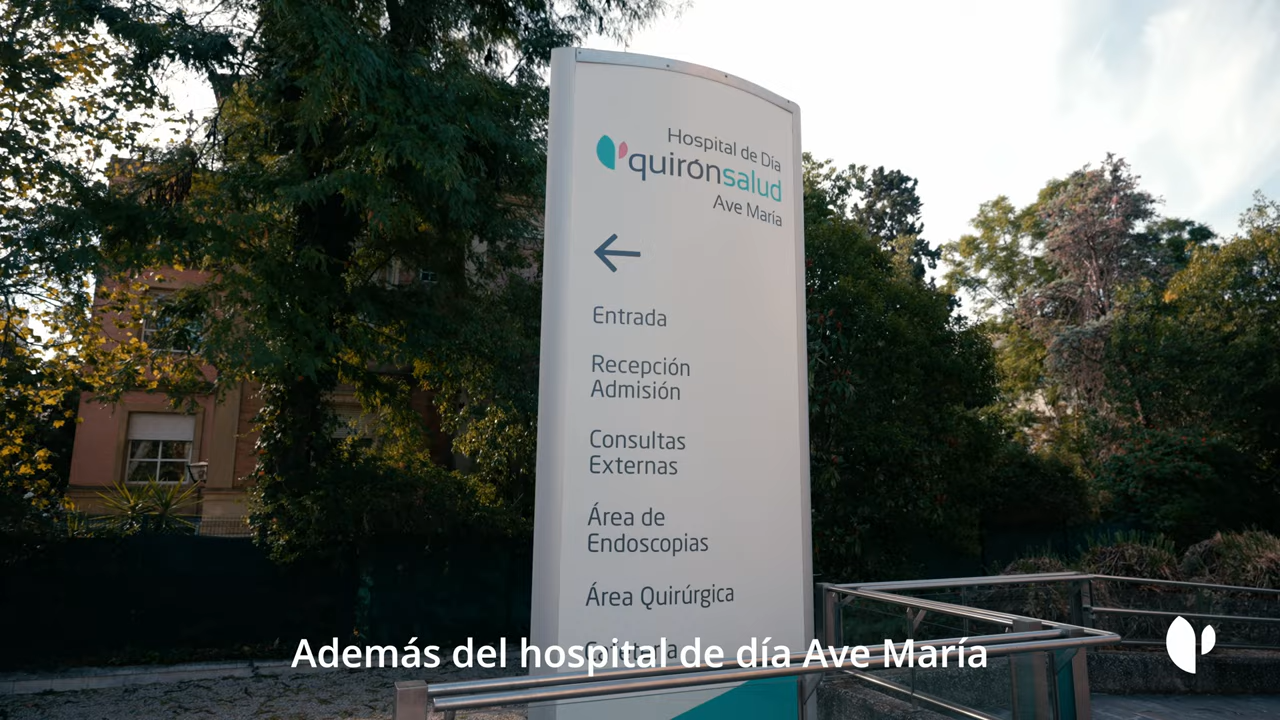 Hospital de Día
quirónsalud
Ave María
Entrada
Recepción
Admisión
Consultas
Externas
Área de
Endoscopias
Área Quirúrgica
Además del hospital de día Ave María